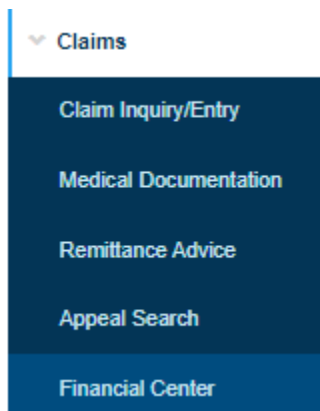 Claims
Claim Inquiry/Entry
Medical Documentation
Remittance Advice
Appeal Search
Financial Center